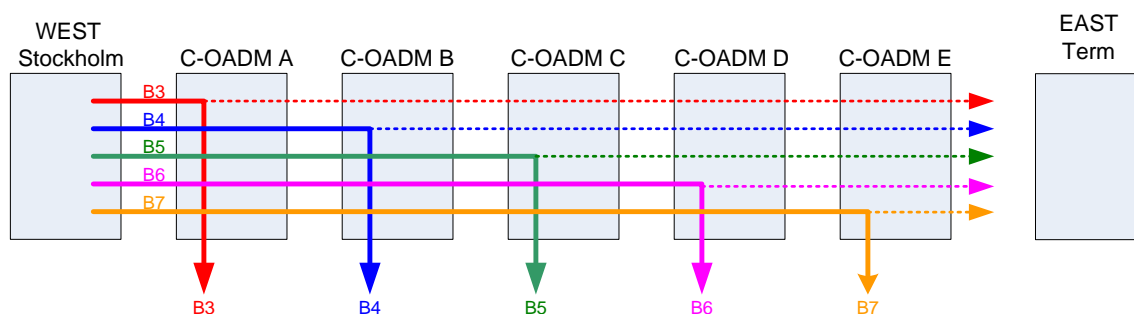 WEST
Stockholm
C-OADM A
C-OADM B
C-OADM C
C-OADM D
C-OADM E
EAST
Term
B3
B4
B5
B6
B7
B3
B4
B5
B6
B7